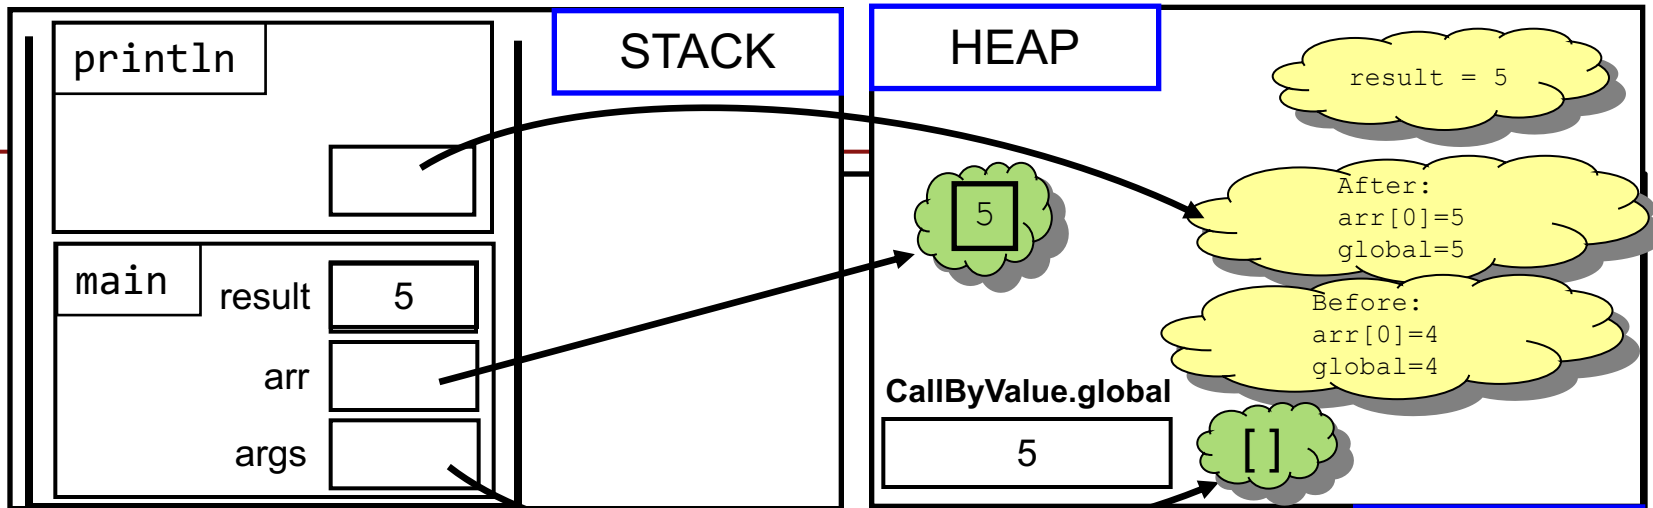 STACK
println
main
result
5
arr
args
HEAP
result = 5
5
After:
arr[0]=5
global=5
Before:
arr[0]=4
global=4
CallByValue.global
5
[]